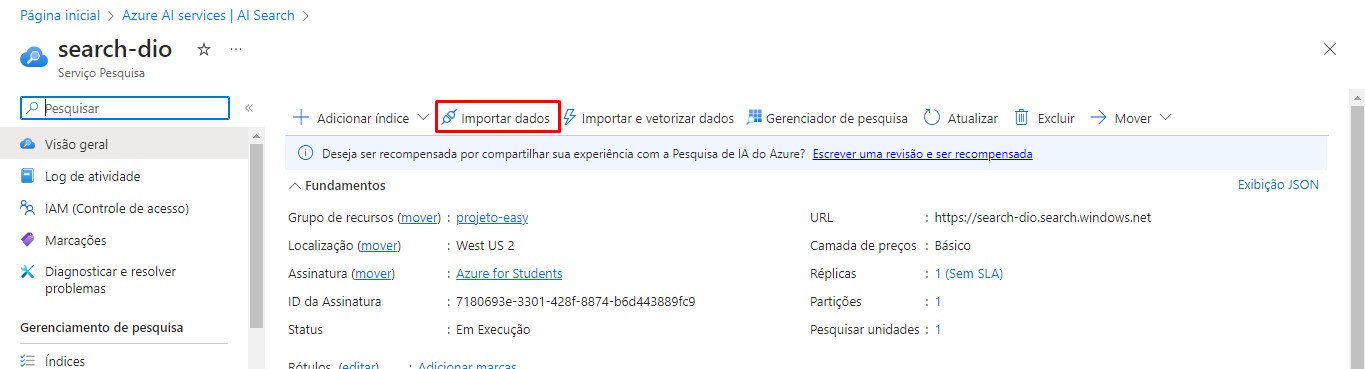 Página inicial > Azure AI services | AI Search >
search-dio
Serviço Pesquisa
Pesquisar
Visão geral
Log de atividade
IAM (Controle de acesso)
Marcações
Diagnosticar e resolver
problemas
Gerenciamento de pesquisa
Índices
Adicionar índice Importar dados Importar e vetorizar dados Gerenciador de pesquisa Atualizar Excluir Mover
Deseja ser recompensada por compartilhar sua experiência com a Pesquisa de IA do Azure? Escrever uma revisão e ser recompensada
Fundamentos Exibição JSON
Grupo de recursos (mover) : projeto-easy
Localização (mover) : West US 2
Assinatura (mover) : Azure for Students
ID da Assinatura : 7180693e-3301-428f-8874-b6d443889fc9
Status : Em Execução
URL : https://search-dio.search.windows.net
Camada de preços : Básico
Réplicas : 1 (Sem SLA)
Partições : 1
Pesquisar unidades : 1
Rótulos (editar) : Adicionar marcas